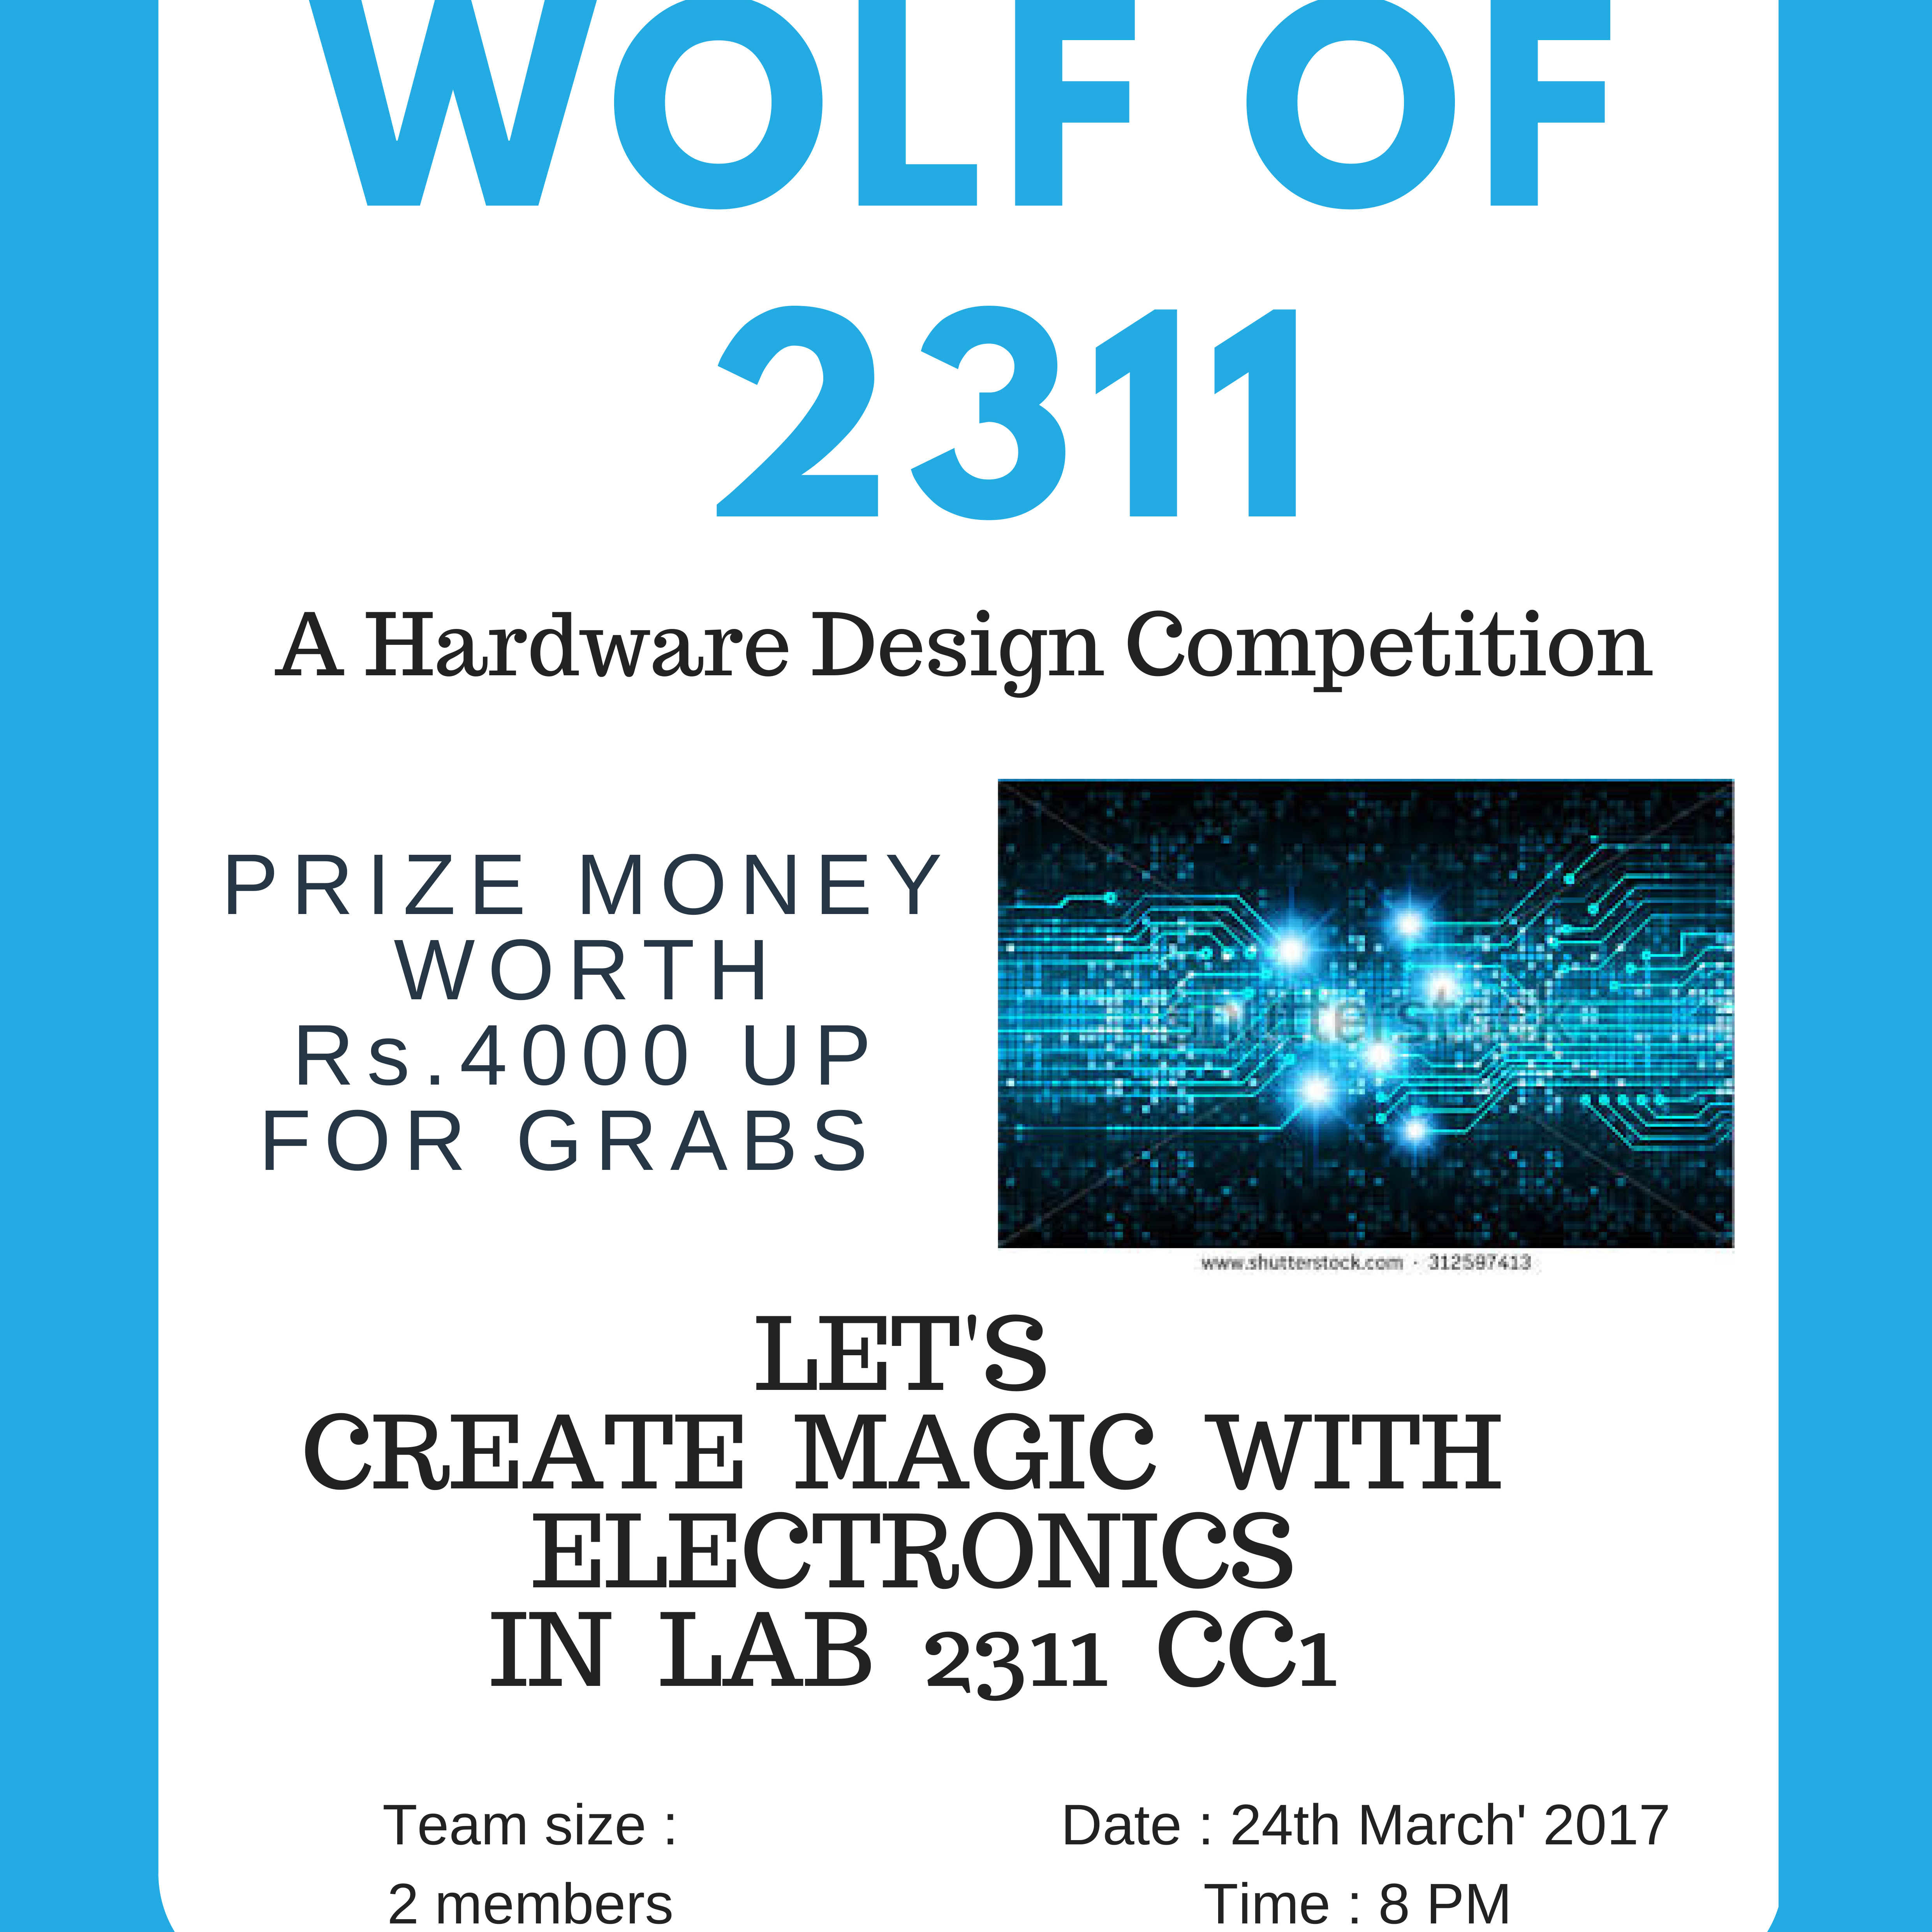 WOLF OF
2311
A Hardware Design Competition
PRIZE MONEY
WORTH
Rs.4000 UP
FOR GRABS
www.shutterstock.com · 312597413
LET'S
CREATE MAGIC WITH
ELECTRONICS
IN LAB 2311 CC1
Team size :
2 members
Date : 24th March' 2017
Time : 8 PM